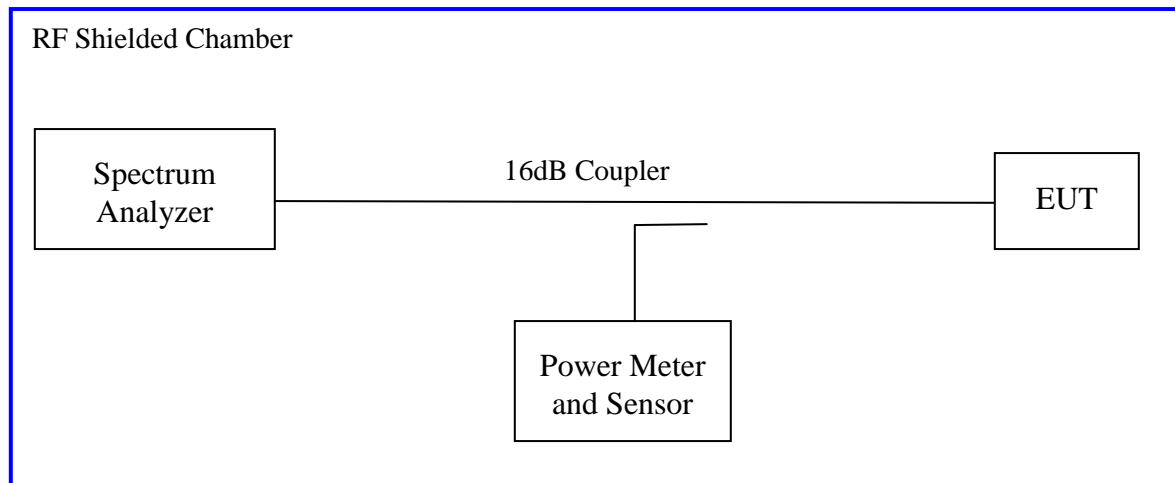 RF Shielded Chamber
Spectrum
Analyzer
16dB Coupler
EUT
Power Meter
and Sensor